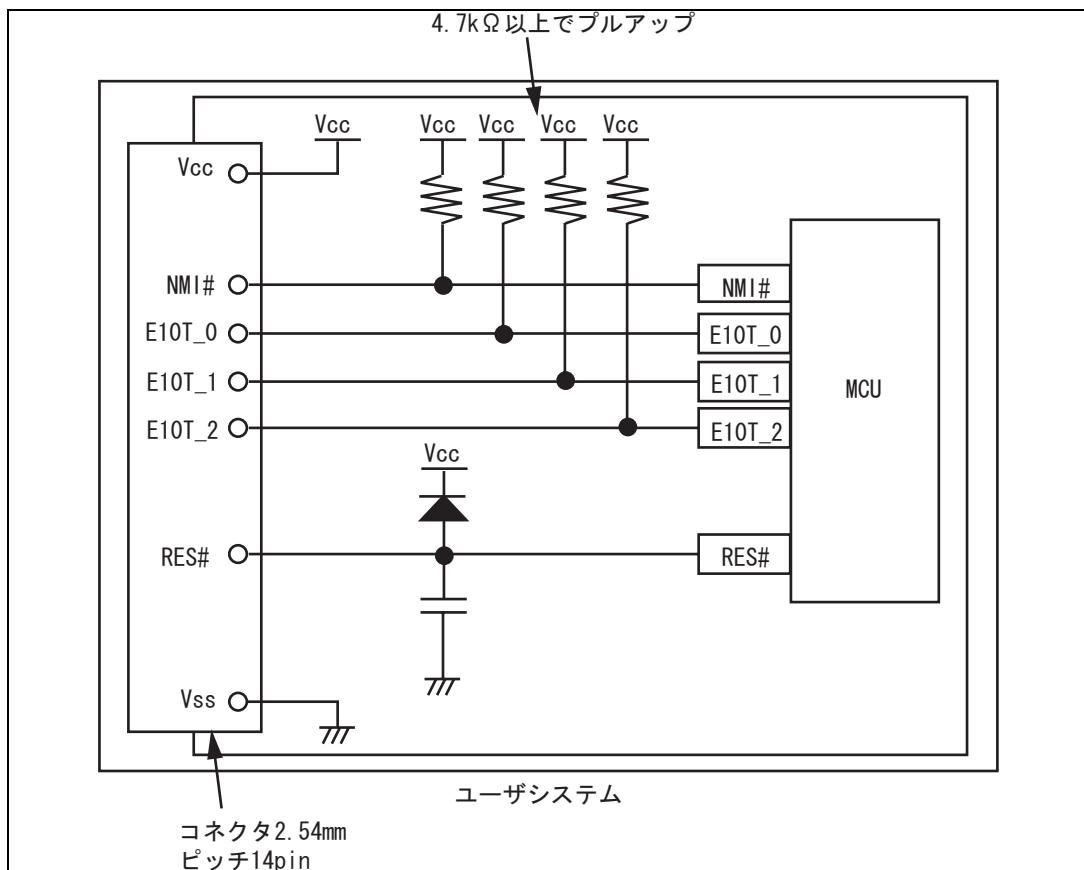 4.7kΩ以上でプルアップ
Vcc
Vcc
Vcc
Vcc
Vcc
Vcc
NMI#
NMI#
E10T_0
E10T_0
E10T_1
E10T_1
MCU
E10T_2
E10T_2
Vcc
RES#
RES#
Vss
ユーザシステム
コネクタ2.54mm
ピッチ14pin